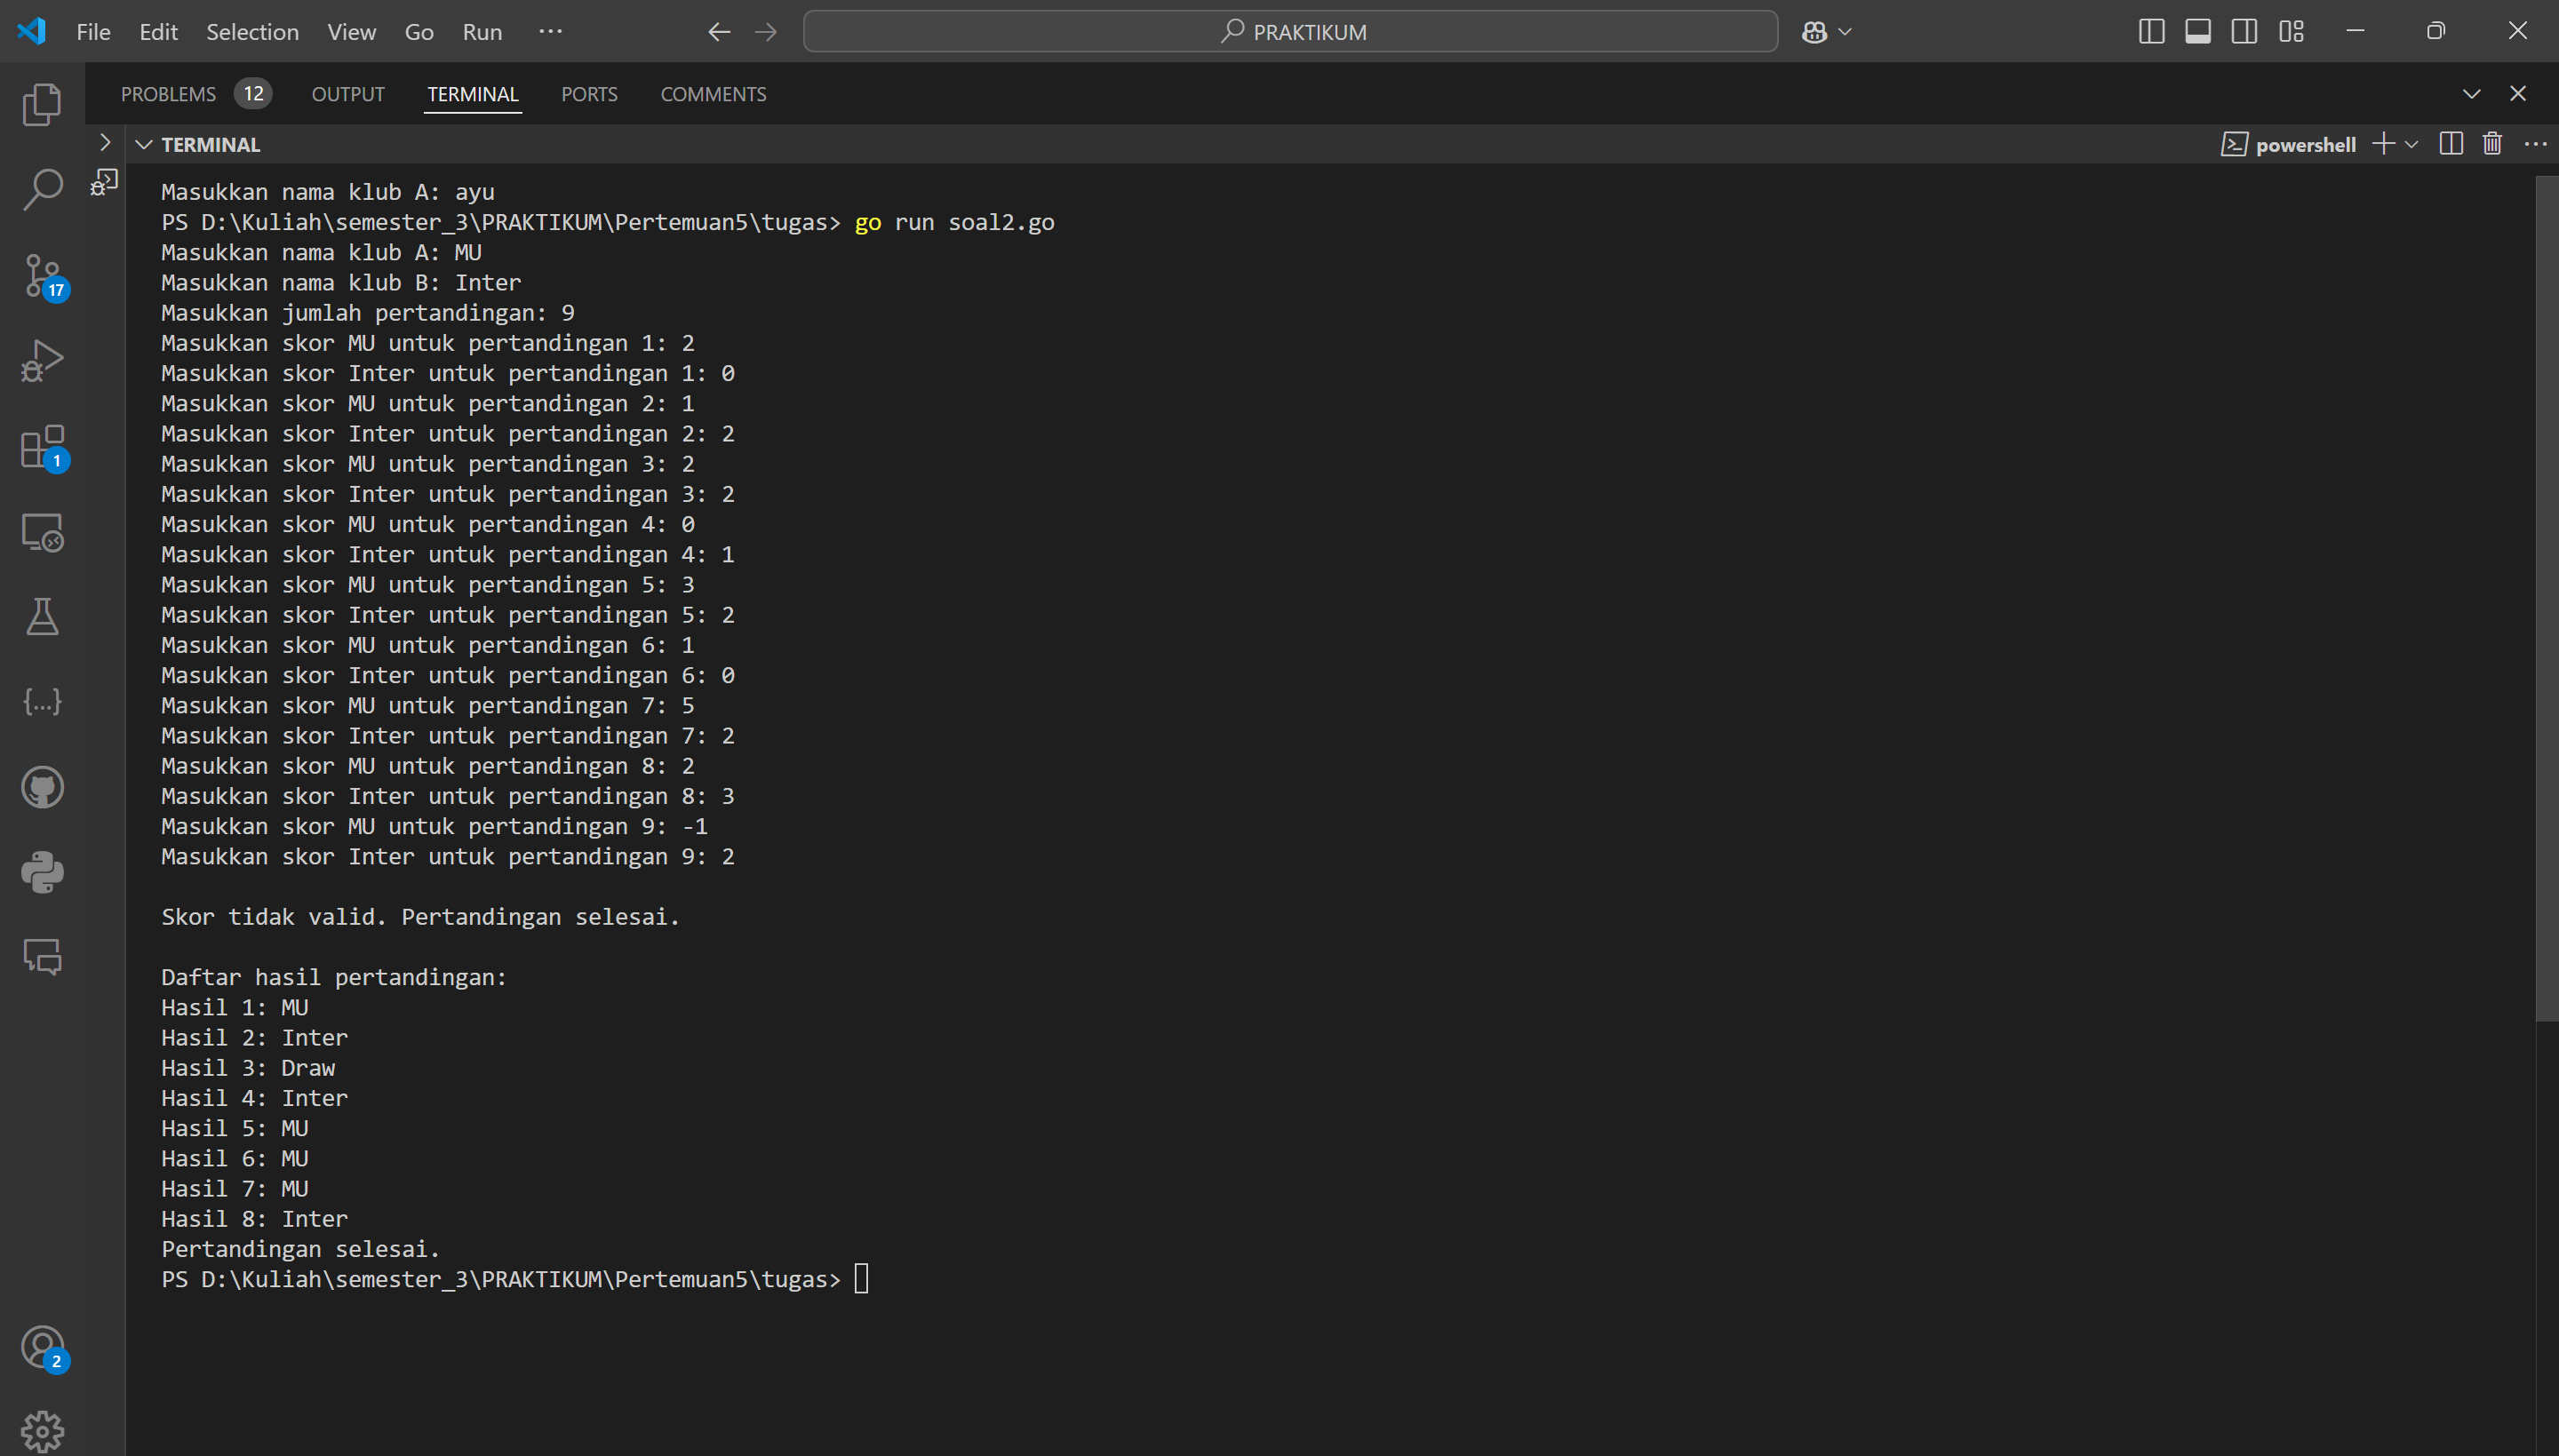 File Edit Selection View Go Run ··· PRAKTIKUM
PROBLEMS 12 OUTPUT TERMINAL PORTS COMMENTS
TERMINAL powershell
Masukkan nama klub A: ayu
PS D:\Kuliah\semester_3\PRAKTIKUM\Pertemuan5\tugas> go run soal2.go
Masukkan nama klub A: MU
Masukkan nama klub B: Inter
Masukkan jumlah pertandingan: 9
Masukkan skor MU untuk pertandingan 1: 2
Masukkan skor Inter untuk pertandingan 1: 0
Masukkan skor MU untuk pertandingan 2: 1
Masukkan skor Inter untuk pertandingan 2: 2
Masukkan skor MU untuk pertandingan 3: 2
Masukkan skor Inter untuk pertandingan 3: 2
Masukkan skor MU untuk pertandingan 4: 0
Masukkan skor Inter untuk pertandingan 4: 1
Masukkan skor MU untuk pertandingan 5: 3
Masukkan skor Inter untuk pertandingan 5: 2
Masukkan skor MU untuk pertandingan 6: 1
Masukkan skor Inter untuk pertandingan 6: 0
Masukkan skor MU untuk pertandingan 7: 5
Masukkan skor Inter untuk pertandingan 7: 2
Masukkan skor MU untuk pertandingan 8: 2
Masukkan skor Inter untuk pertandingan 8: 3
Masukkan skor MU untuk pertandingan 9: -1
Masukkan skor Inter untuk pertandingan 9: 2
Skor tidak valid. Pertandingan selesai.
Daftar hasil pertandingan:
Hasil 1: MU
Hasil 2: Inter
Hasil 3: Draw
Hasil 4: Inter
Hasil 5: MU
Hasil 6: MU
Hasil 7: MU
Hasil 8: Inter
Pertandingan selesai.
PS D:\Kuliah\semester_3\PRAKTIKUM\Pertemuan5\tugas>
17
1
2